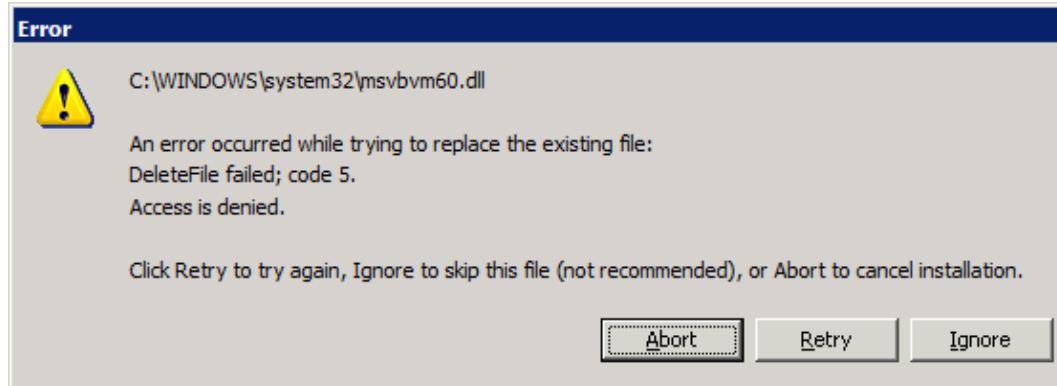 Error
C:\WINDOWS\system32\msvbvm60.dll
An error occurred while trying to replace the existing file:
DeleteFile failed; code 5.
Access is denied.
Click Retry to try again, Ignore to skip this file (not recommended), or Abort to cancel installation.
Abort Retry Ignore